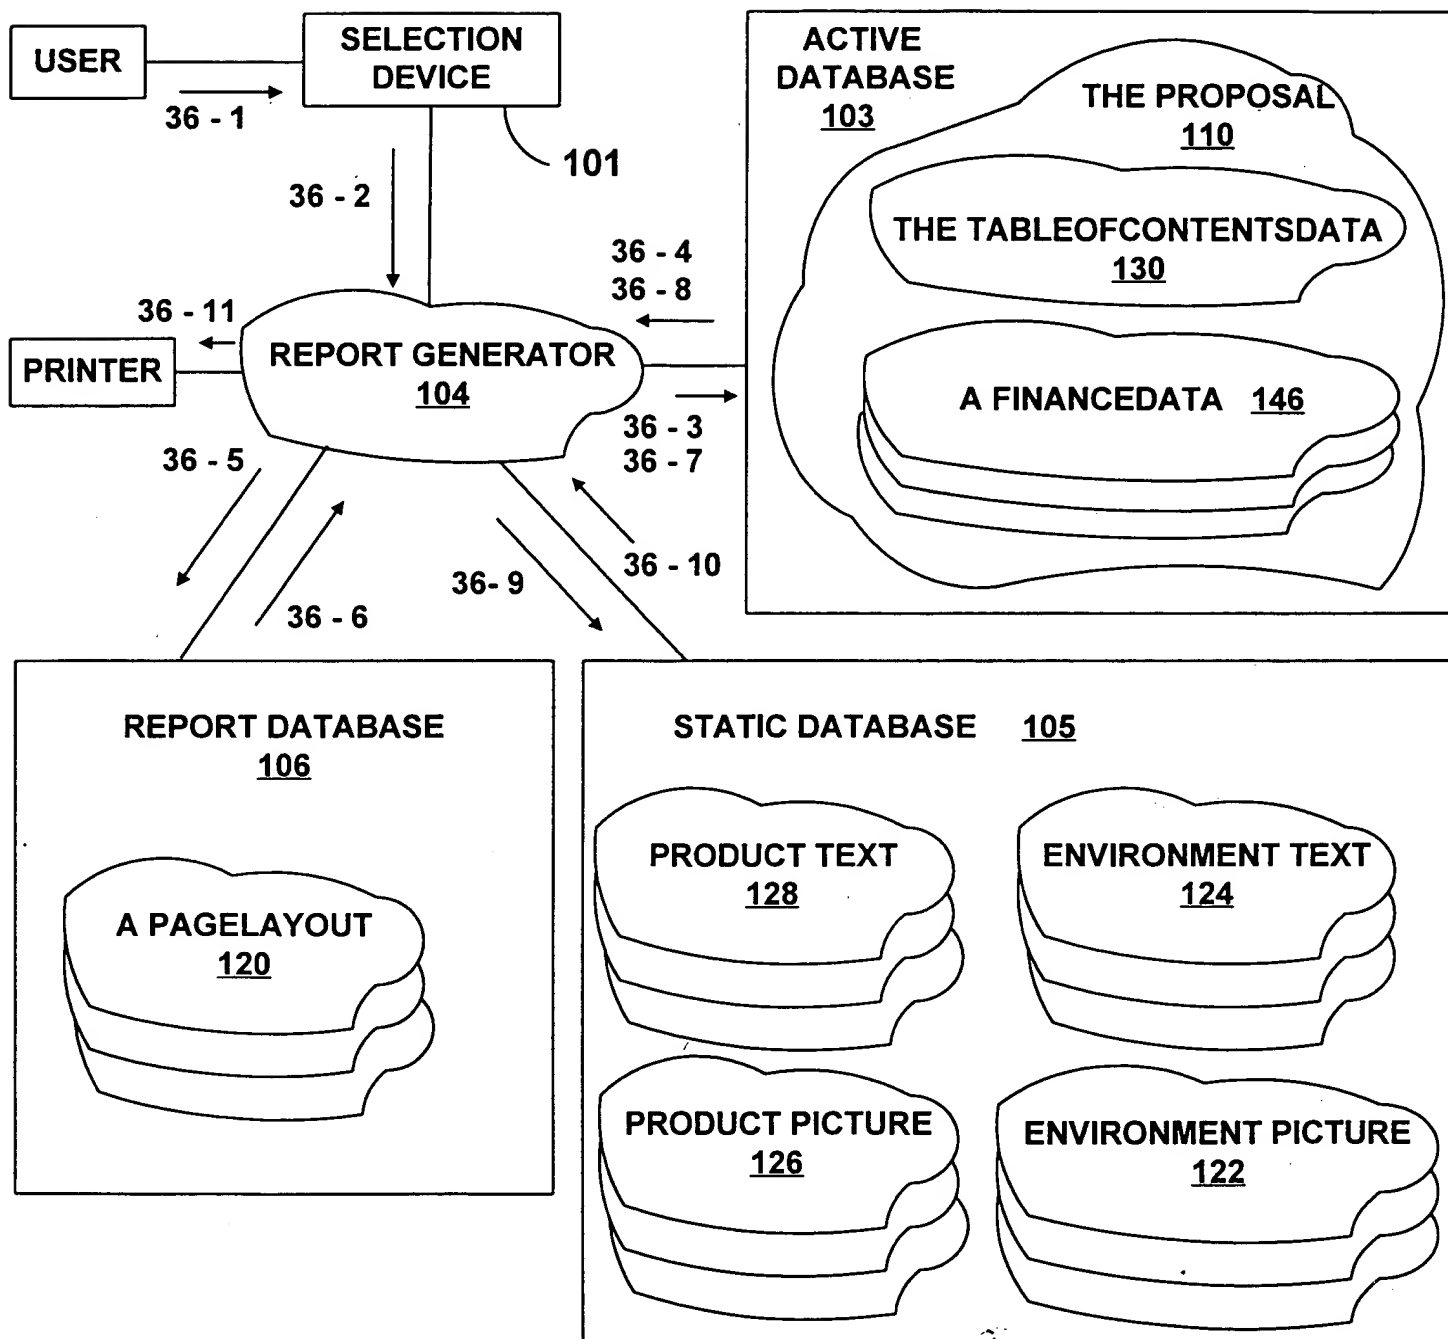 USER
SELECTION
DEVICE
36 - 1
101
36 - 2
ACTIVE
DATABASE
103
THE PROPOSAL
110
THE TABLEOFCONTENTSDATA
130
A FINANCEDATA 146
36 - 4
36 - 8
36 - 11
PRINTER
REPORT GENERATOR
104
36 - 3
36 - 7
36 - 5
36 - 6
36- 9
36 - 10
REPORT DATABASE
106
A PAGELAYOUT
120
STATIC DATABASE 105
PRODUCT TEXT
128
ENVIRONMENT TEXT
124
PRODUCT PICTURE
126
ENVIRONMENT PICTURE
122